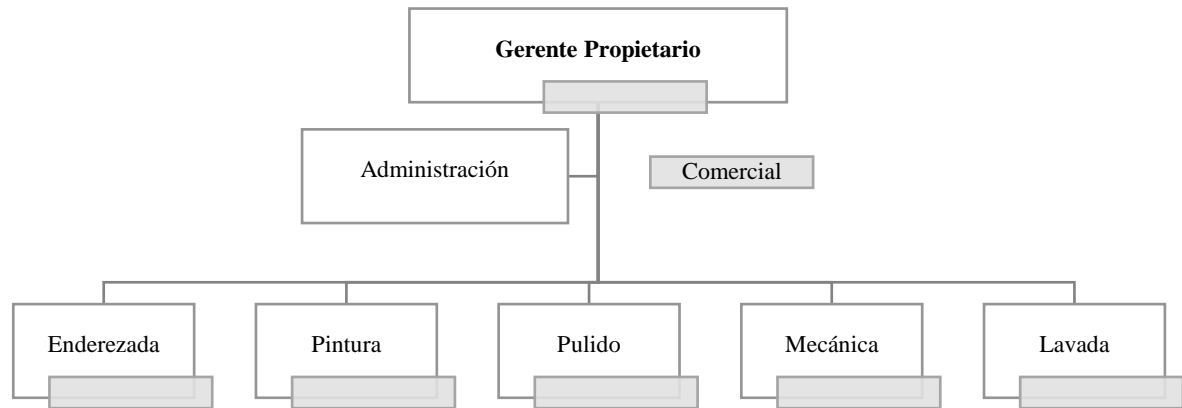 Gerente Propietario
Administración
Comercial
Enderezada
Pintura
Pulido
Mecánica
Lavada